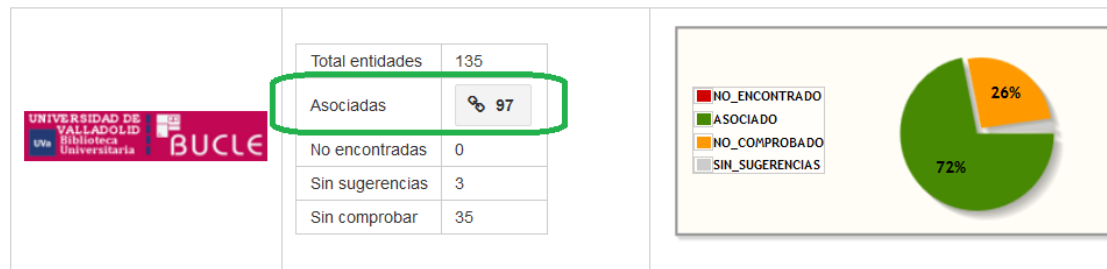 UNIVERSIDAD DE
VALLADOLID
UVa Biblioteca
Universitaria
BUCLE
Total entidades 135
Asociadas 97
No encontradas 0
Sin sugerencias 3
Sin comprobar 35
NO_ENCONTRADO
ASOCIADO
NO_COMPROBADO
SIN_SUGERENCIAS
26%
72%